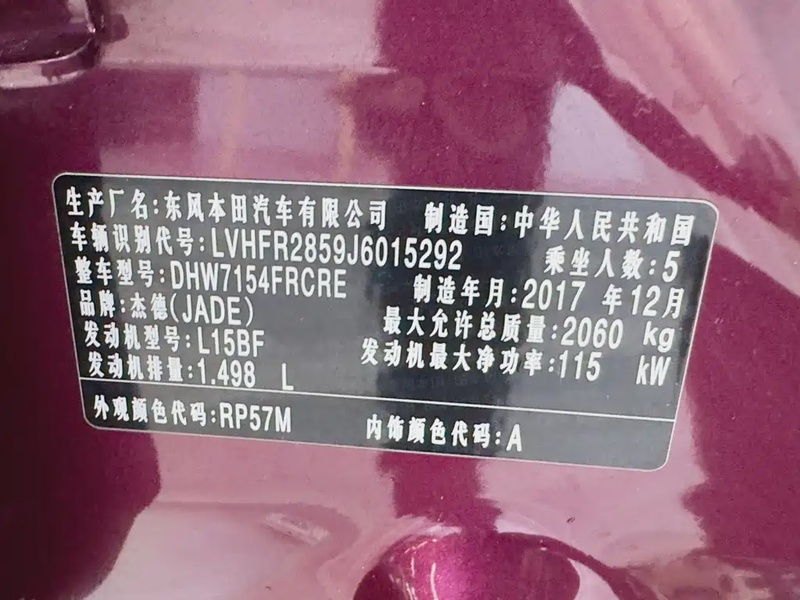 生产厂名:东风本田汽车有限公司 制造国:中华人民共和国
车辆识别代号:LVHFR2859J6015292 乘坐人数:5
整车型号:DHW7154FRCRE 制造年月:2017 年12月
品牌:杰德(JADE) 最大允许总质量:2060 kg
发动机型号:L15BF 发动机最大净功率:115 kW
发动机排量:1.498 L
外观颜色代码:RP57M 内饰颜色代码:A